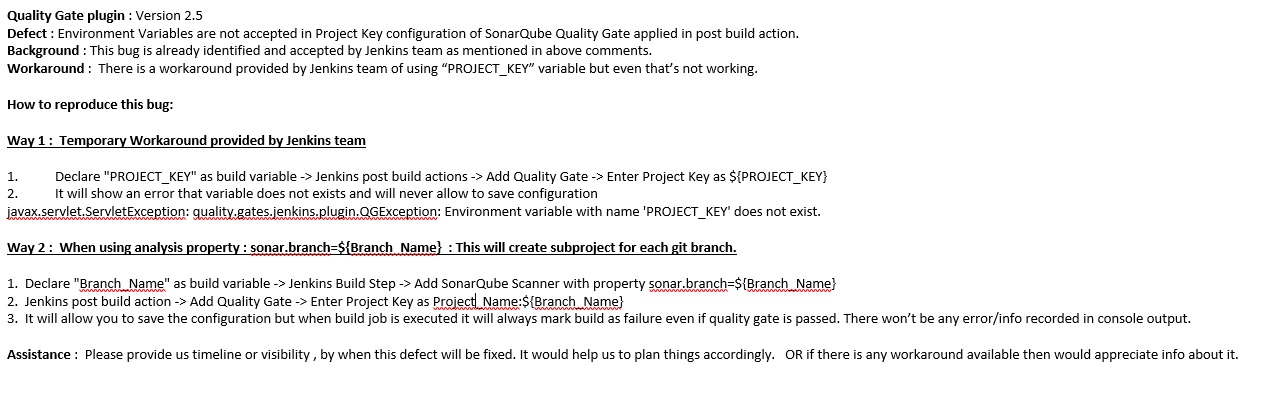 Quality Gate plugin : Version 2.5
Defect : Environment Variables are not accepted in Project Key configuration of SonarQube Quality Gate applied in post build action.
Background : This bug is already identified and accepted by Jenkins team as mentioned in above comments.
Workaround : There is a workaround provided by Jenkins team of using “PROJECT_KEY” variable but even that’s not working.
How to reproduce this bug:
Way 1 : Temporary Workaround provided by Jenkins team
1. Declare "PROJECT_KEY" as build variable -> Jenkins post build actions -> Add Quality Gate -> Enter Project Key as ${PROJECT_KEY}
2. It will show an error that variable does not exists and will never allow to save configuration
javax.servlet.ServletException: quality.gates.jenkins.plugin.QGException: Environment variable with name 'PROJECT_KEY' does not exist.
Way 2 : When using analysis property : sonar.branch=${Branch_Name} : This will create subproject for each git branch.
1. Declare "Branch_Name" as build variable -> Jenkins Build Step -> Add SonarQube Scanner with property sonar.branch=${Branch_Name}
2. Jenkins post build action -> Add Quality Gate -> Enter Project Key as Project_Name:${Branch_Name}
3. It will allow you to save the configuration but when build job is executed it will always mark build as failure even if quality gate is passed. There won’t be any error/info recorded in console output.
Assistance : Please provide us timeline or visibility , by when this defect will be fixed. It would help us to plan things accordingly. OR if there is any workaround available then would appreciate info about it.